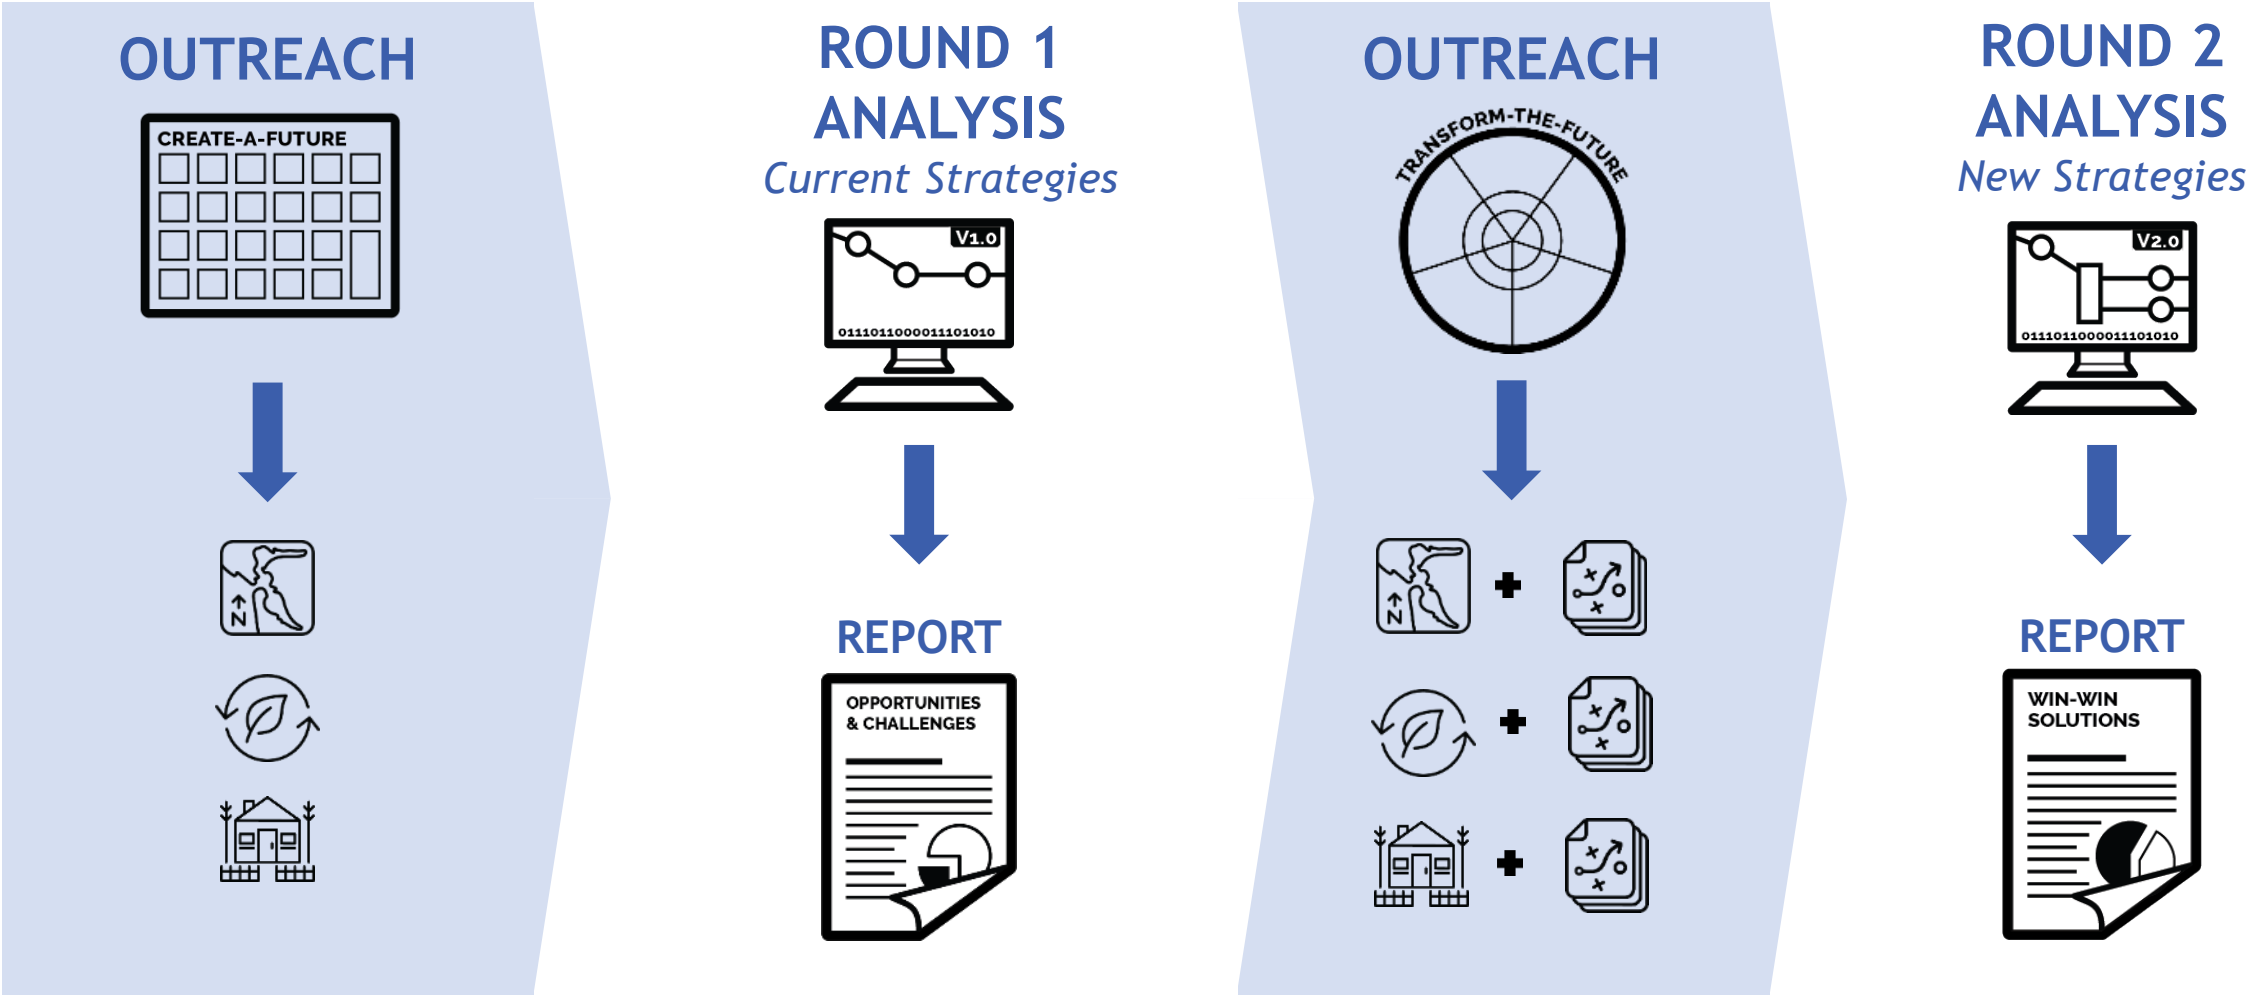 OUTREACH
CREATE-A-FUTURE
N
ROUND 1
ANALYSIS
Current Strategies
V1.0
0111011000011101010
REPORT
OPPORTUNITIES
& CHALLENGES
OUTREACH
TRANSFORM-THE-FUTURE
N
ROUND 2
ANALYSIS
New Strategies
V2.0
0111011000011101010
REPORT
WIN-WIN
SOLUTIONS